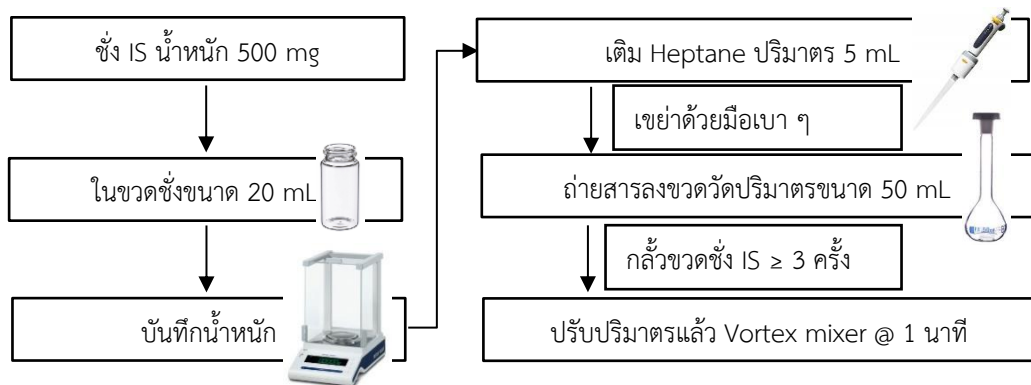 ชั่ง IS น้ำหนัก 500 mg
ในขวดชั่งขนาด 20 mL
บันทึกน้ำหนัก
เติม Heptane ปริมาตร 5 mL
เขย่าด้วยมือเบา ๆ
ถ่ายสารลงขวดวัดปริมาตรขนาด 50 mL
กลั้วขวดชั่ง IS ≥ 3 ครั้ง
ปรับปริมาตรแล้ว Vortex mixer @ 1 นาที